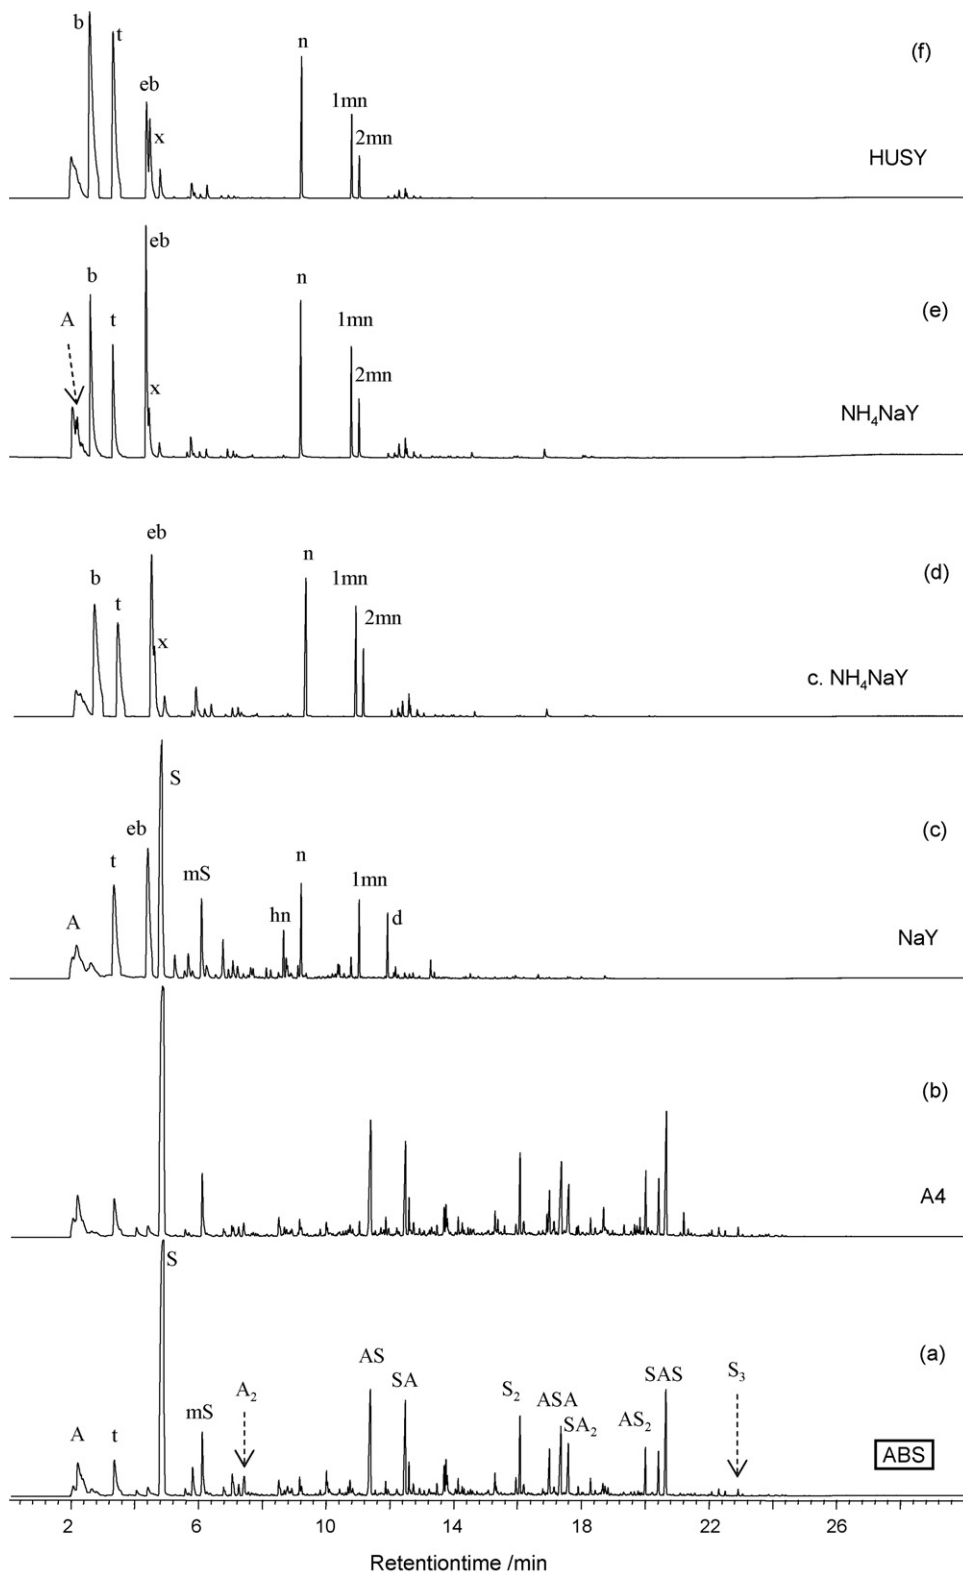 b
t
n
(f)
eb
1mn
x
2mn
HUSY
eb
b
n
A
t
1mn
(e)
2mn
x
NH₄NaY
eb
n
b
1mn
(d)
t
2mn
x
c. NH₄NaY
S
eb
(c)
t
n
mS
1mn
A
hn
d
NaY
(b)
A4
S
AS
(a)
SA
A₂
S₂
SAS
S₃
mS
ASA
A
t
SA₂
AS₂
ABS
2 6 10 14 18 22 26
Retentiontime /min